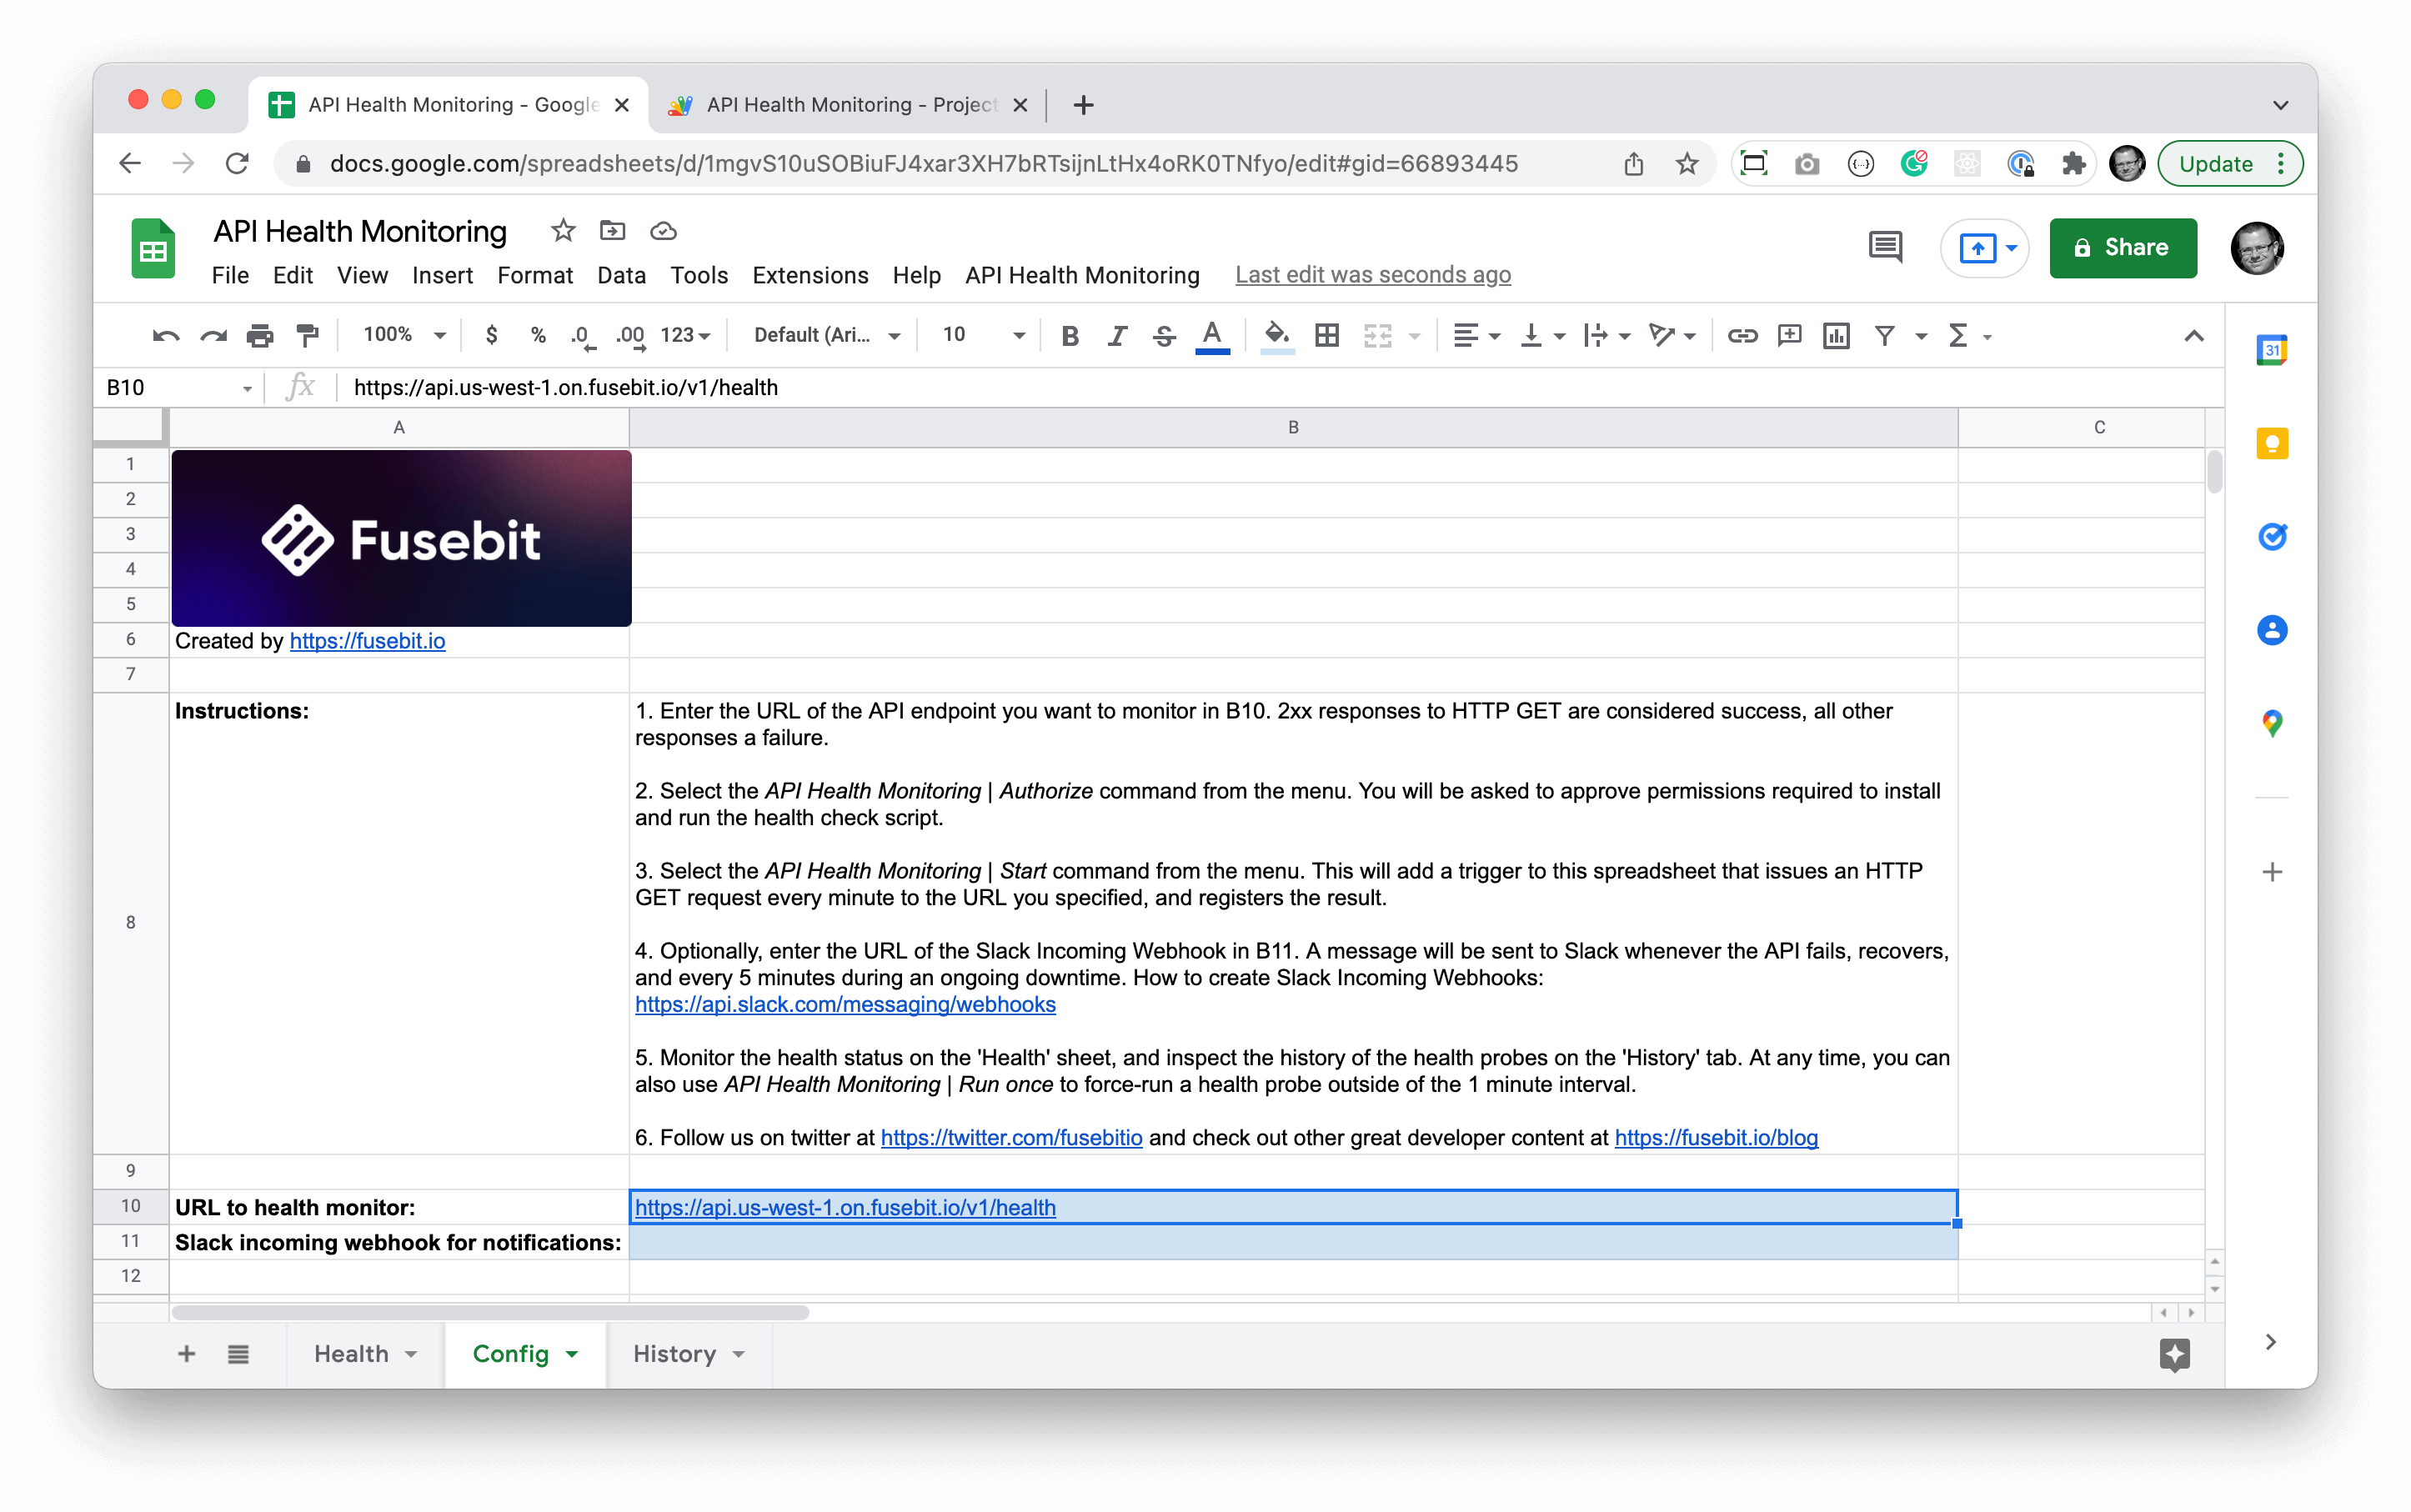 API Health Monitoring - Google
API Health Monitoring - Project
docs.google.com/spreadsheets/d/1mgvS10uSOBiuFJ4xar3XH7bRTsijnLtHx4oRK0TNfyo/edit#gid=66893445
Update
API Health Monitoring
File Edit View Insert Format Data Tools Extensions Help API Health Monitoring Last edit was seconds ago
Share
100% $ % .0 .00 123 Default (Ari... 10 B I S A
31
B10 fx https://api.us-west-1.on.fusebit.io/v1/health
A B C
1
Fusebit
2
3
4
5
6 Created by https://fusebit.io
7
8 Instructions:
1. Enter the URL of the API endpoint you want to monitor in B10. 2xx responses to HTTP GET are considered success, all other
responses a failure.
2. Select the API Health Monitoring | Authorize command from the menu. You will be asked to approve permissions required to install
and run the health check script.
3. Select the API Health Monitoring | Start command from the menu. This will add a trigger to this spreadsheet that issues an HTTP
GET request every minute to the URL you specified, and registers the result.
4. Optionally, enter the URL of the Slack Incoming Webhook in B11. A message will be sent to Slack whenever the API fails, recovers,
and every 5 minutes during an ongoing downtime. How to create Slack Incoming Webhooks:
https://api.slack.com/messaging/webhooks
5. Monitor the health status on the 'Health' sheet, and inspect the history of the health probes on the 'History' tab. At any time, you can
also use API Health Monitoring | Run once to force-run a health probe outside of the 1 minute interval.
6. Follow us on twitter at https://twitter.com/fusebitio and check out other great developer content at https://fusebit.io/blog
9
10 URL to health monitor: https://api.us-west-1.on.fusebit.io/v1/health
11 Slack incoming webhook for notifications:
12
Health Config History